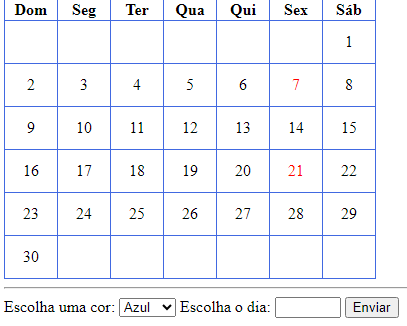 Dom Seg Ter Qua Qui Sex Sáb
1
2 3 4 5 6 7 8
9 10 11 12 13 14 15
16 17 18 19 20 21 22
23 24 25 26 27 28 29
30
Escolha uma cor: Azul Escolha o dia: Enviar